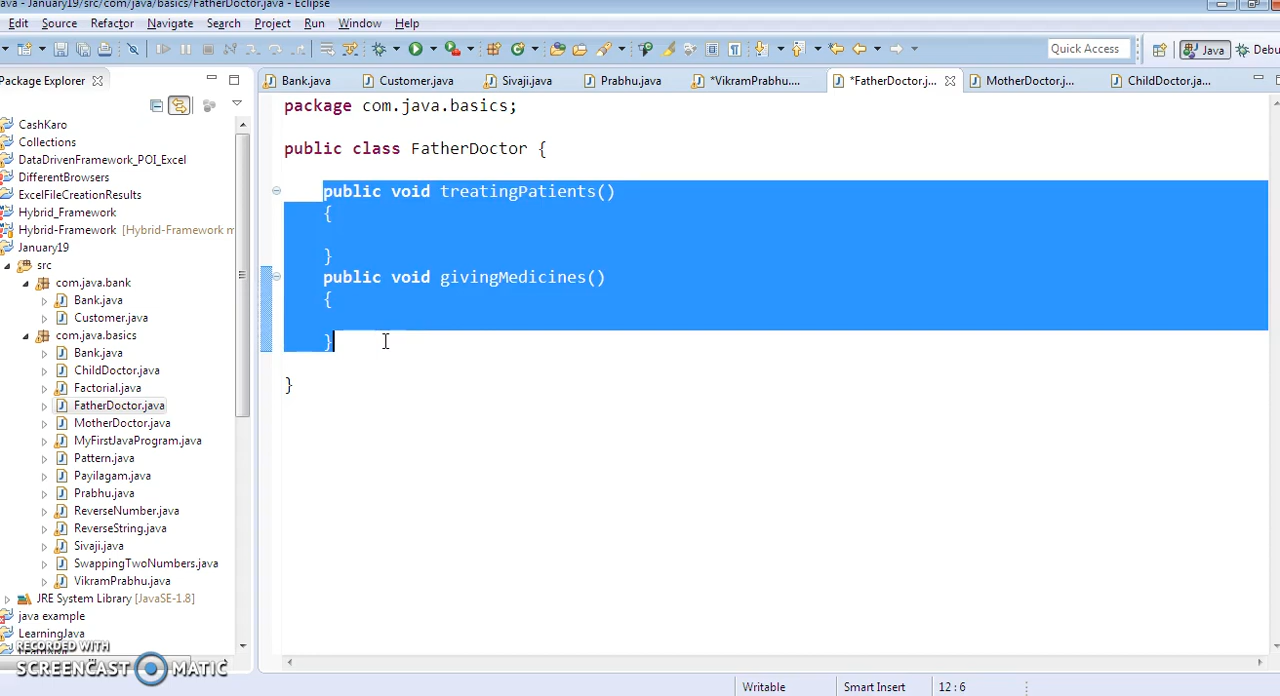 ava - January19/src/com/java/basics/FatherDoctor.java - Eclipse
Edit Source Refactor Navigate Search Project Run Window Help
Quick Access
Java
Debu
Package Explorer
Bank.java
Customer.java
Sivaji.java
Prabhu.java
*VikramPrabhu....
*FatherDoctor.j...
MotherDoctor.j...
ChildDoctor.ja...
CashKaro
Collections
DataDrivenFramework_POI_Excel
DifferentBrowsers
ExcelFileCreationResults
Hybrid_Framework
Hybrid-Framework [Hybrid-Framework m
January19
src
com.java.bank
Bank.java
Customer.java
com.java.basics
Bank.java
ChildDoctor.java
Factorial.java
FatherDoctor.java
MotherDoctor.java
MyFirstJavaProgram.java
Pattern.java
Payilagam.java
Prabhu.java
ReverseNumber.java
ReverseString.java
Sivaji.java
SwappingTwoNumbers.java
VikramPrabhu.java
JRE System Library [JavaSE-1.8]
java example
LearningJava
RECORDED WITH
SCREENCAST MATIC
package com.java.basics;
public class FatherDoctor {
public void treatingPatients()
{
}
public void givingMedicines()
{
}
}
Writable
Smart Insert
12 : 6